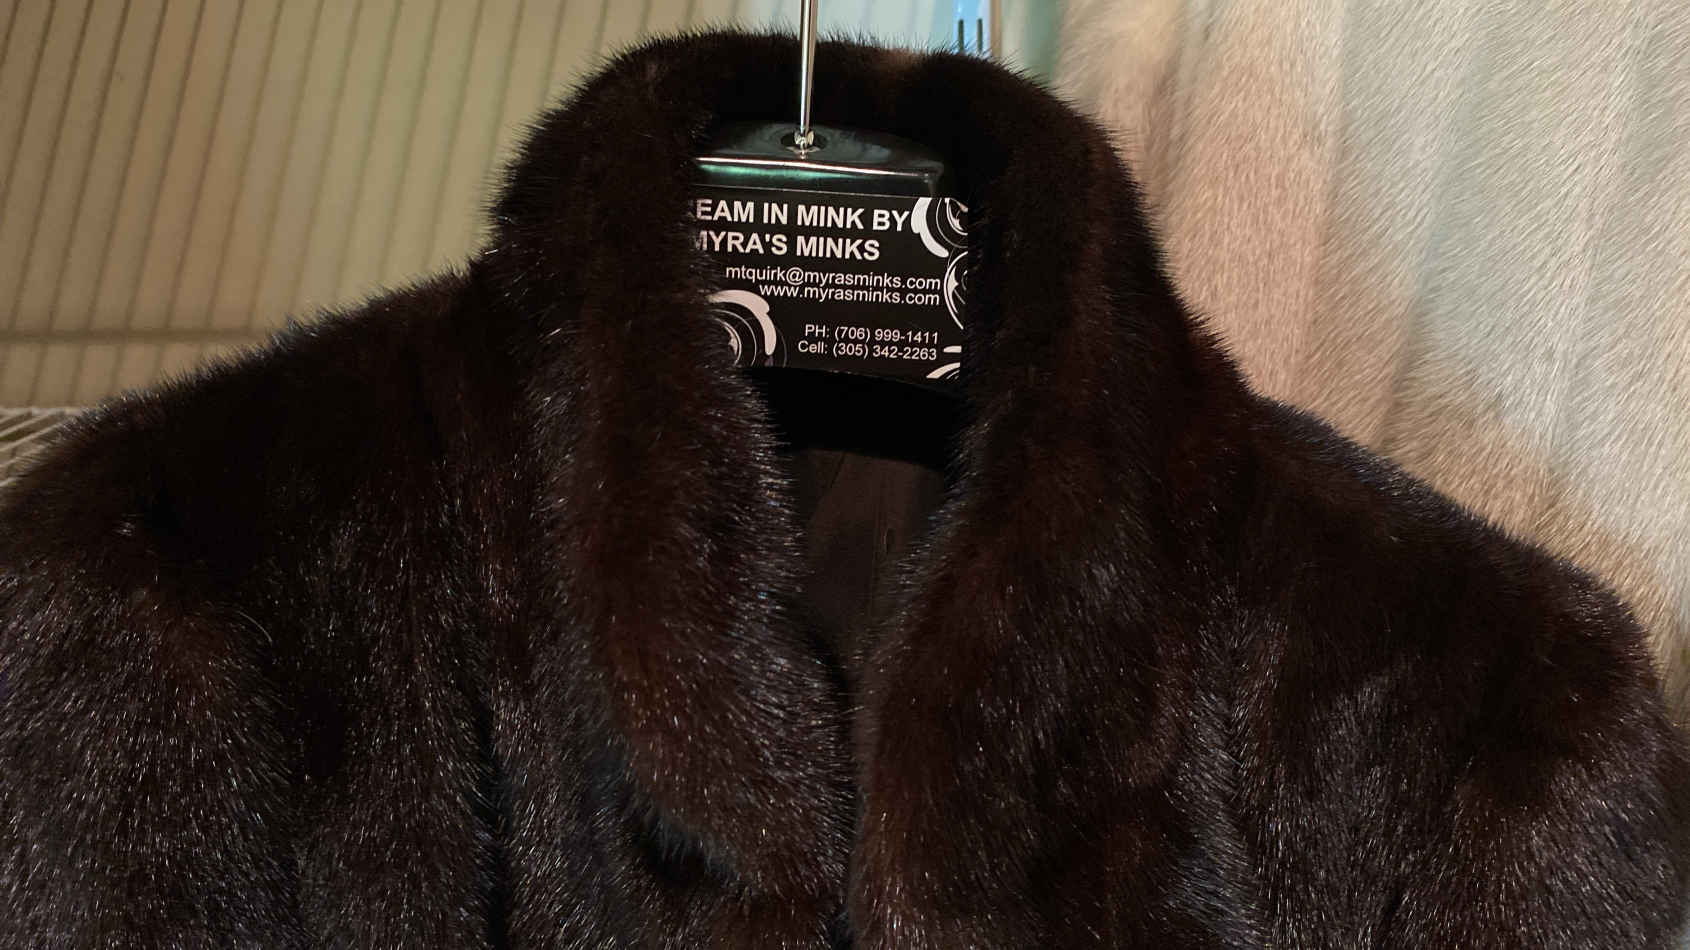 EAM IN MINK BY
MYRA'S MINKS
mtquirk@myrasminks.com
www.myrasminks.com
PH: (706) 999-1411
Cell: (305) 342-2263